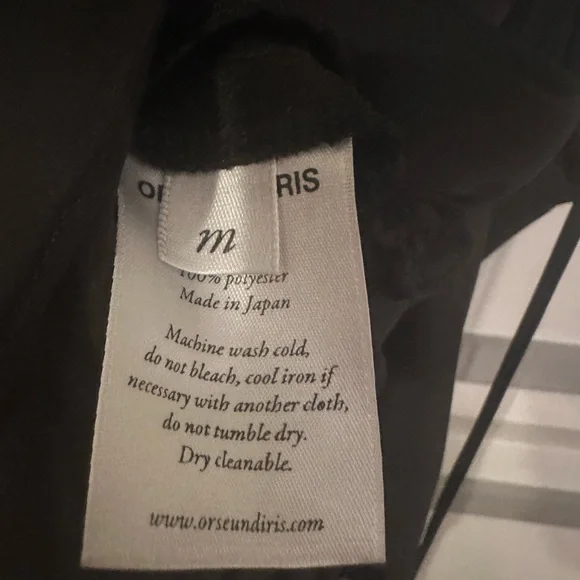 RIS
m
100% polyester
Made in Japan
Machine wash cold,
do not bleach, cool iron if
necessary with another cloth,
do not tumble dry.
Dry cleanable.
www.orseundiris.com